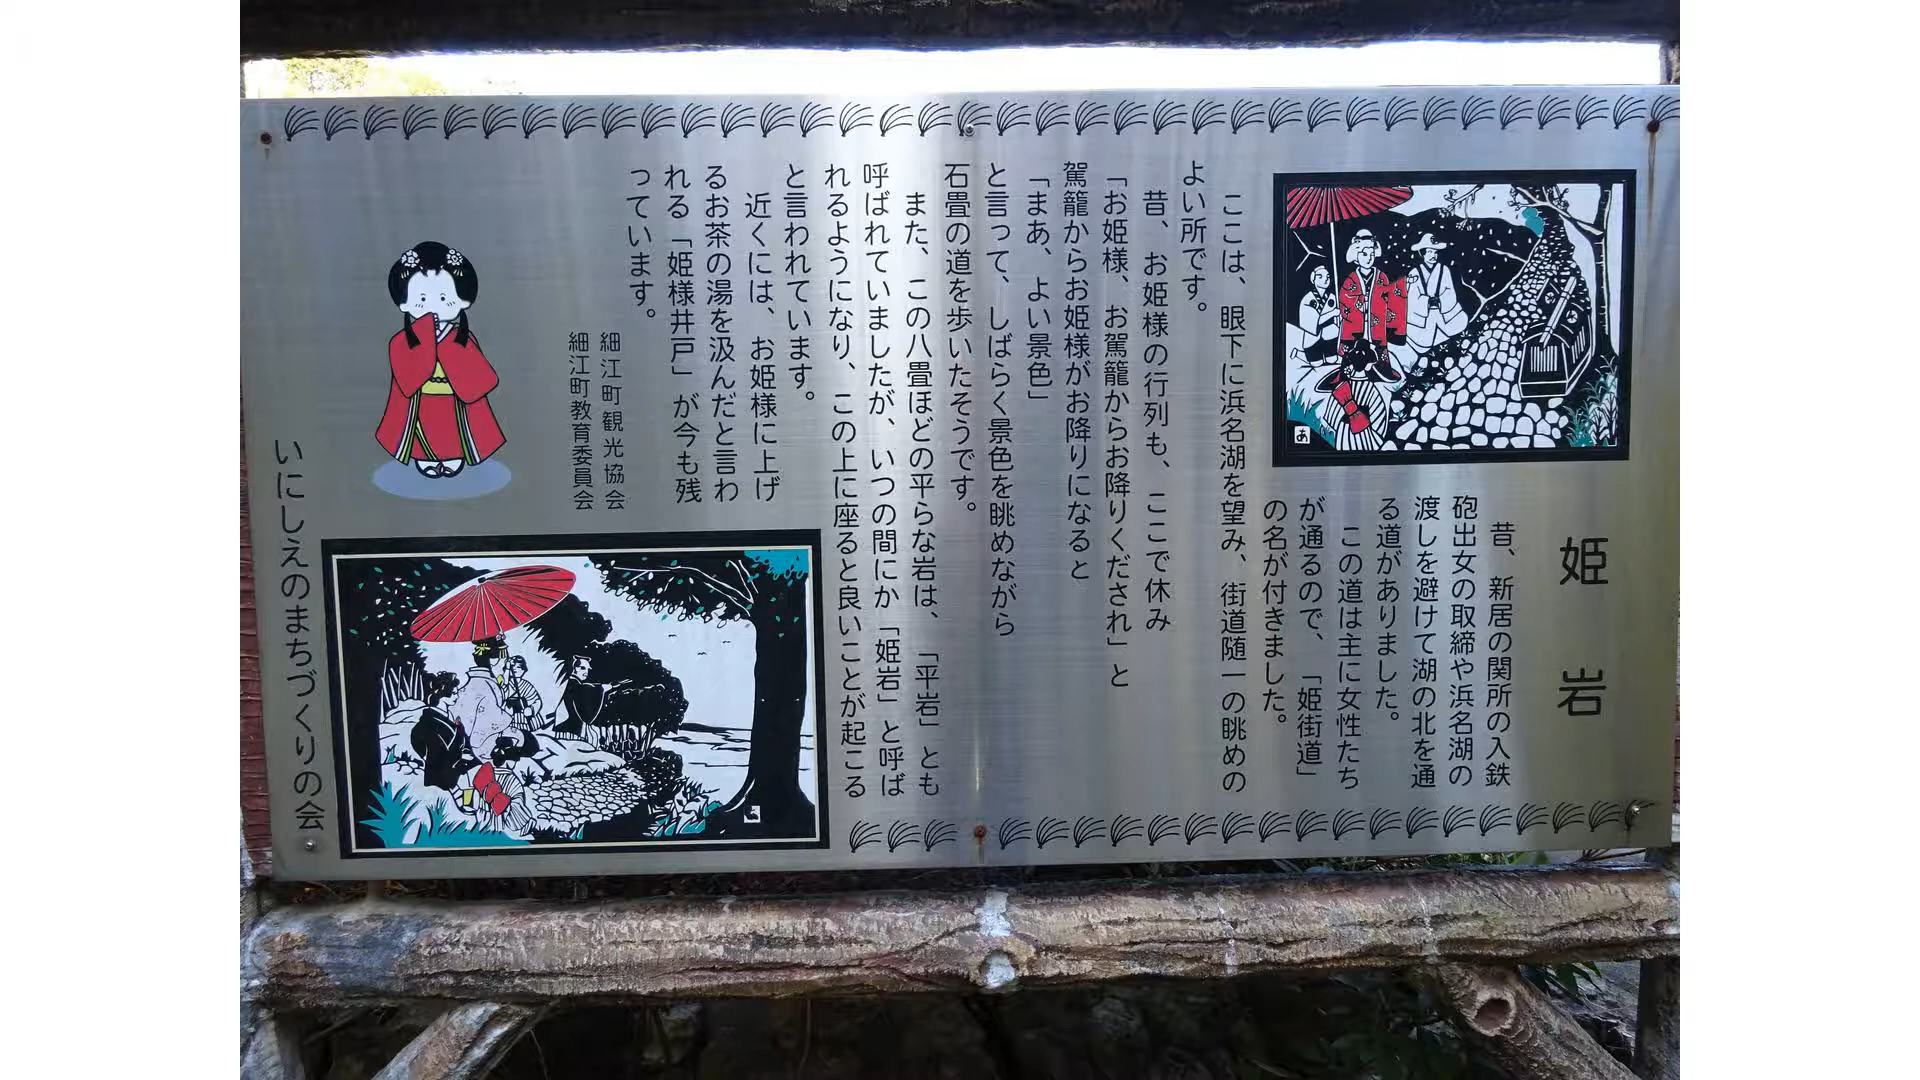 姫岩
昔、新居の関所の入鉄
砲出女の取締や浜名湖の
渡しを避けて湖の北を通
る道がありました。
この道は主に女性たち
が通るので、「姫街道」
の名が付きました。
ここは、眼下に浜名湖を望み、街道随一の眺めの
よい所です。
昔、お姫様の行列も、ここで休み
「お姫様、お駕籠からお降りくだされ」と
駕籠からお姫様がお降りになると
「まあ、よい景色」
と言って、しばらく景色を眺めながら
石畳の道を歩いたそうです。
また、この八畳ほどの平らな岩は、「平岩」とも
呼ばれていましたが、いつの間にか「姫岩」と呼ば
れるようになり、この上に座ると良いことが起こる
と言われています。
近くには、お姫様に上げ
るお茶の湯を汲んだと言わ
れる「姫様井戸」が今も残
っています。
細江町観光協会
細江町教育委員会
いにしえのまちづくりの会
あ